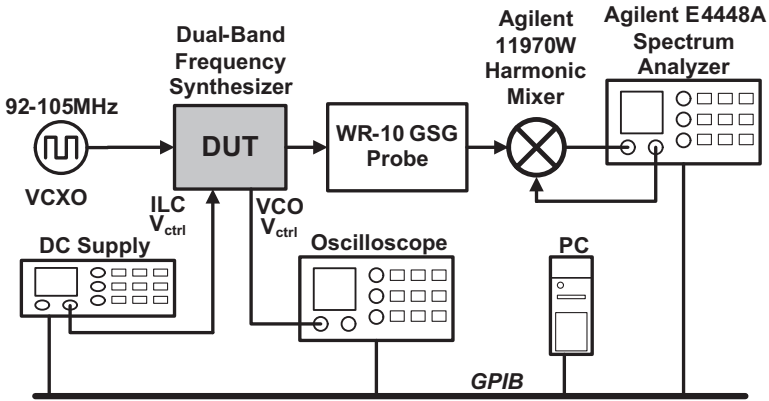 Dual-Band
Frequency
Synthesizer
Agilent
11970W
Harmonic
Mixer
Agilent E4448A
Spectrum
Analyzer
92-105MHz
VCXO
DUT
WR-10 GSG
Probe
ILC
Vctrl
VCO
Vctrl
DC Supply
Oscilloscope
PC
GPIB